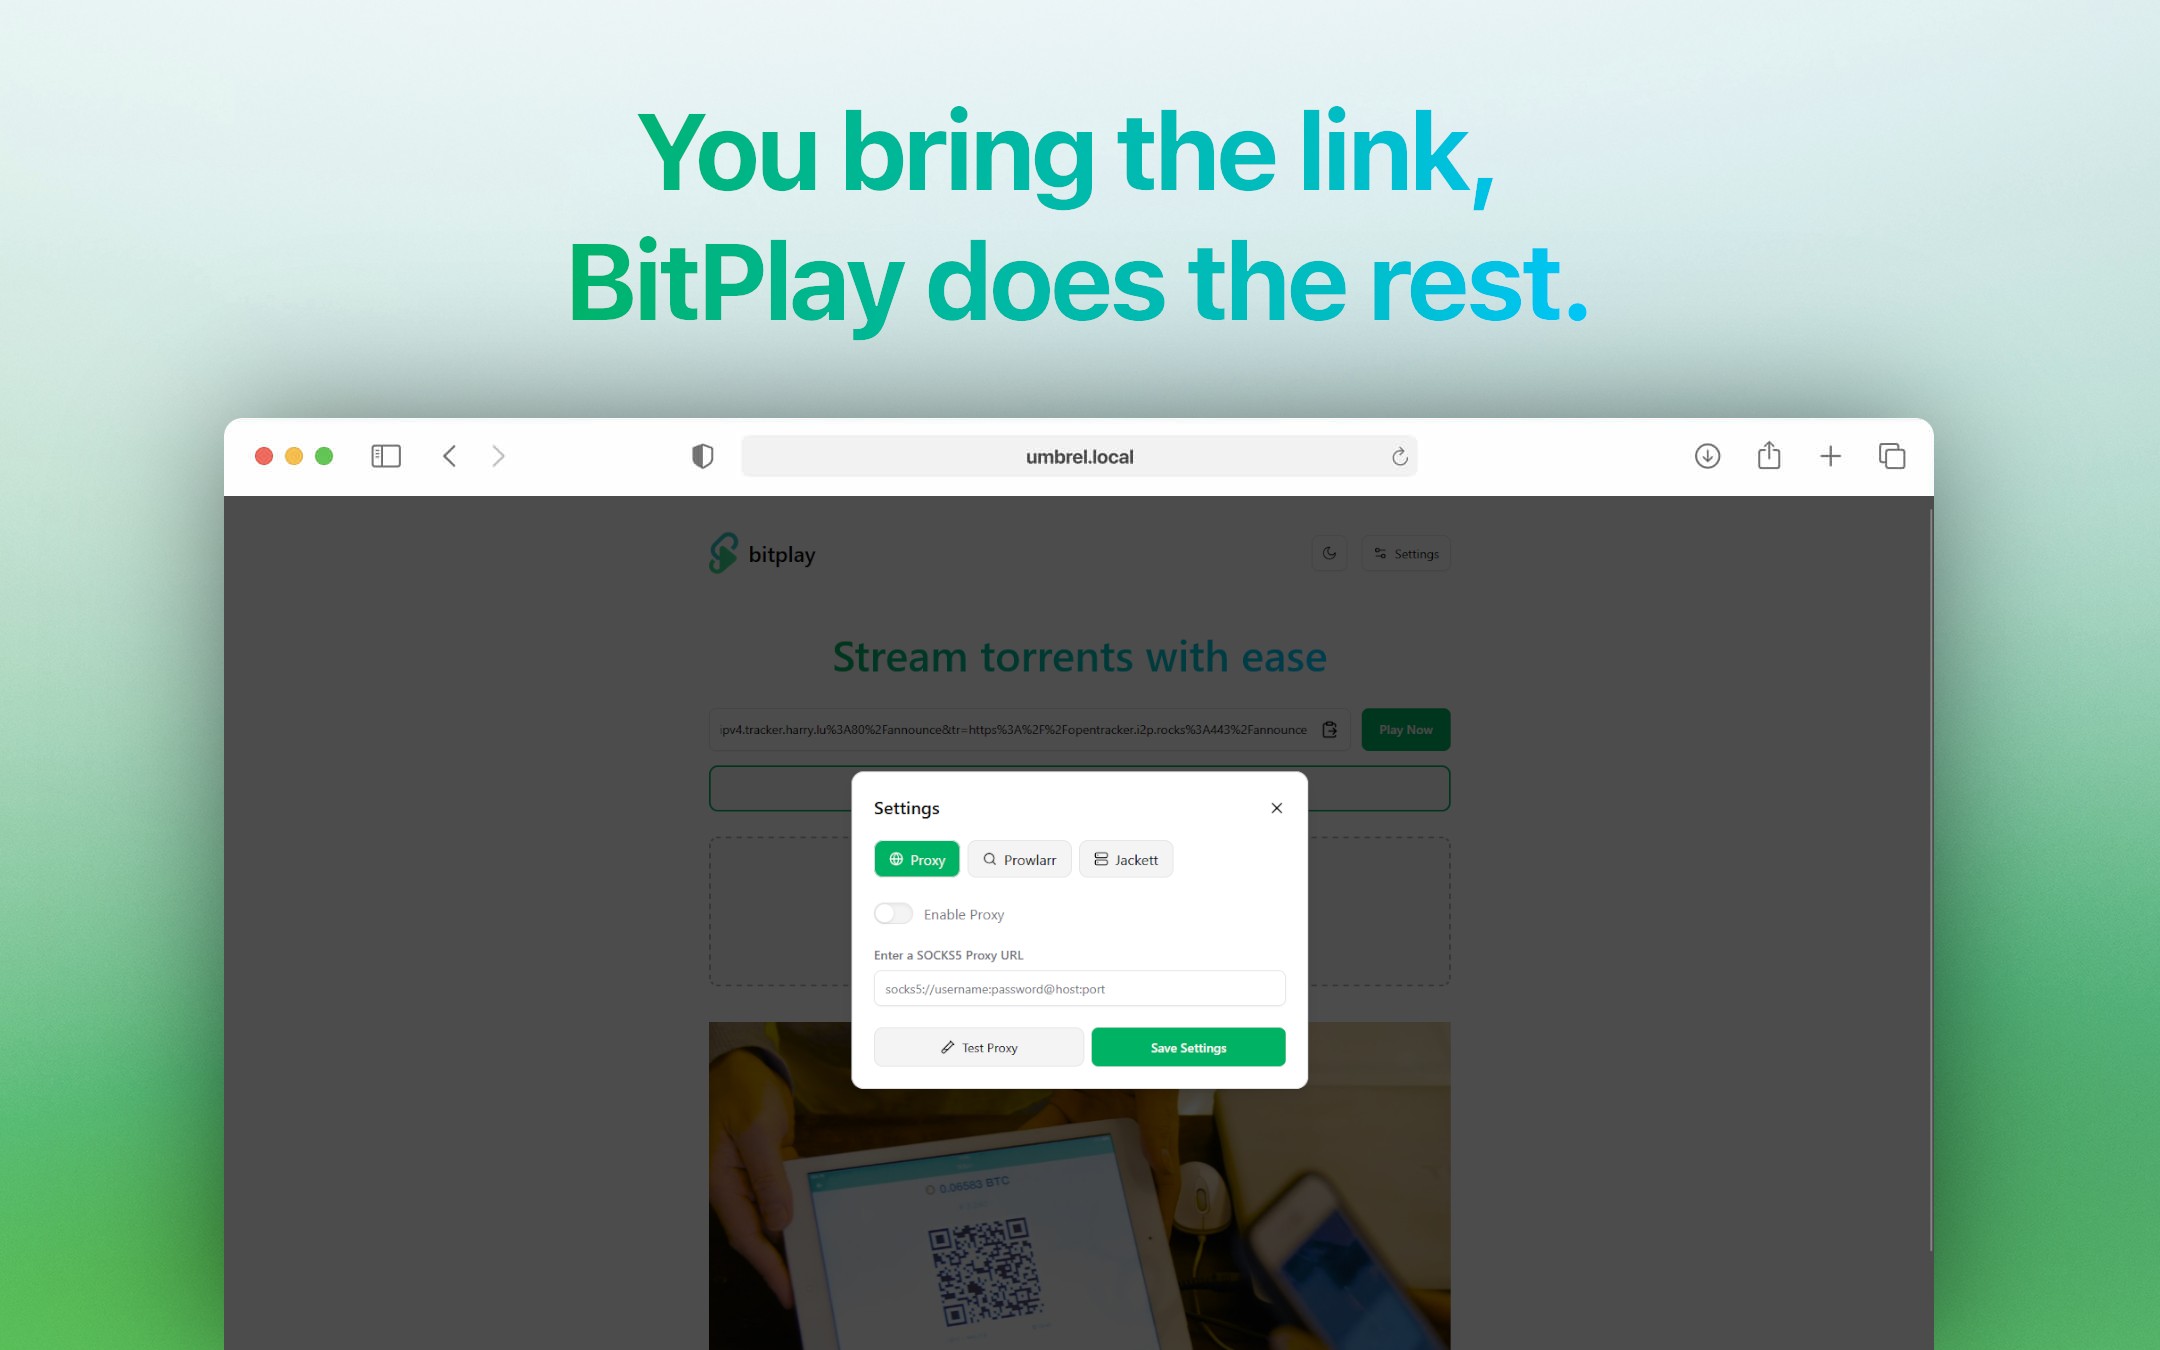 You bring the link,
BitPlay does the rest.
umbrel.local
bitplay
Settings
Stream torrents with ease
ipv4.tracker.harry.lu%3A80%2Fannounce&tr=https%3A%2F%2Fopentracker.i2p.rocks%3A443%2Fannounce
Play Now
Settings
Proxy
Prowlarr
Jackett
Enable Proxy
Enter a SOCKS5 Proxy URL
socks5://username:password@host:port
Test Proxy
Save Settings
0.06583 BTC